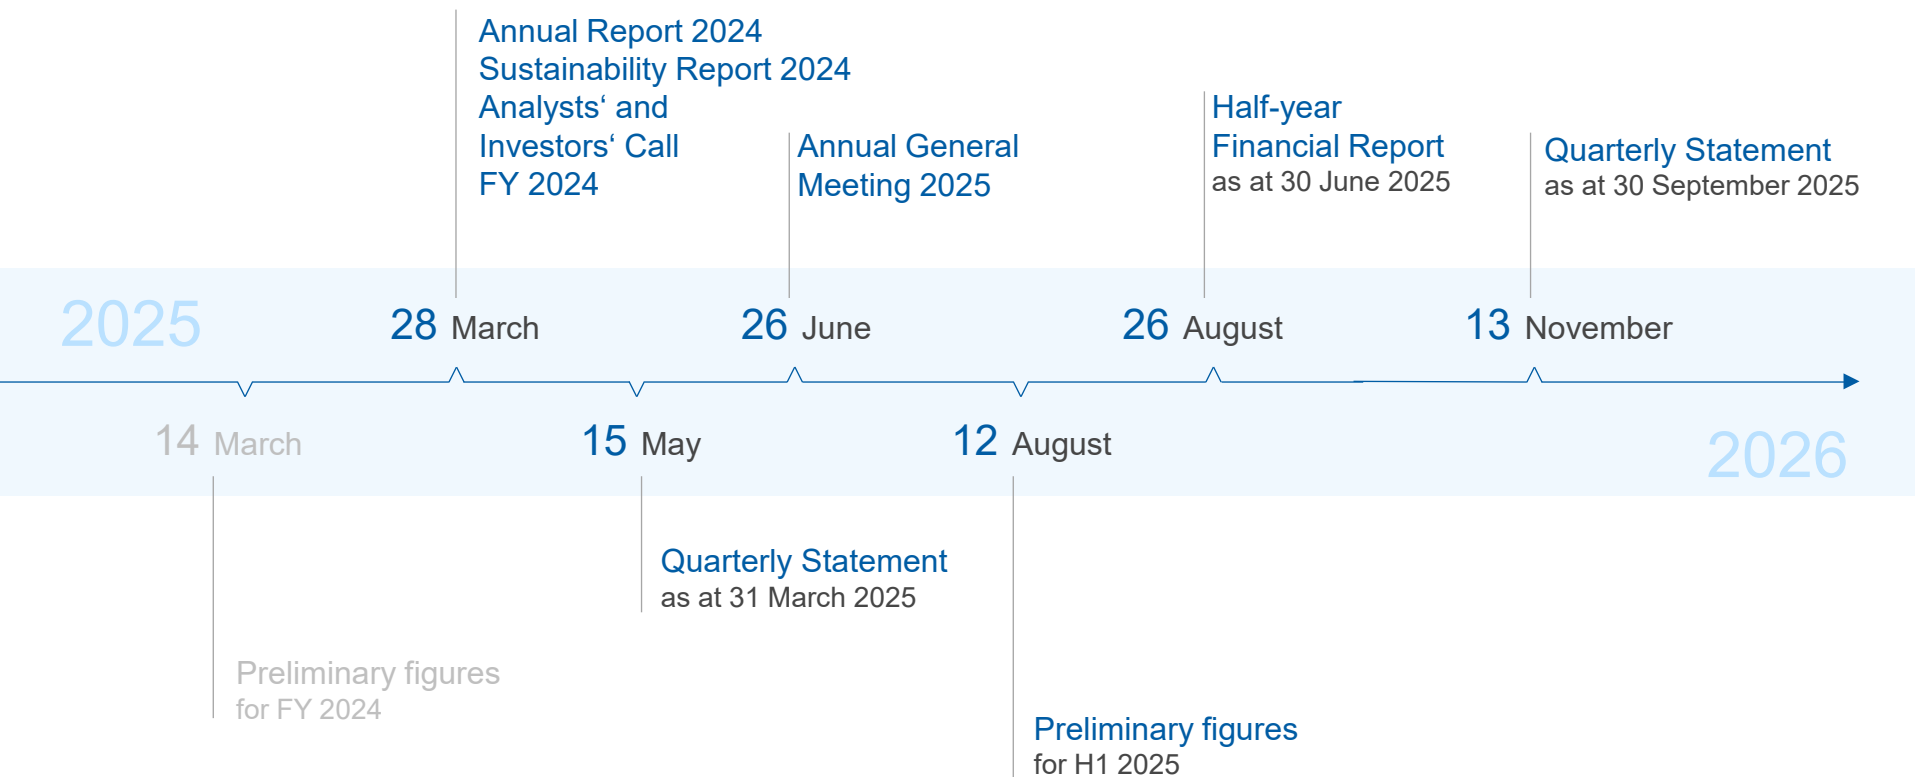 Annual Report 2024
Sustainability Report 2024
Analysts‘ and
Investors‘ Call
FY 2024
Annual General
Meeting 2025
Half-year
Financial Report
as at 30 June 2025
Quarterly Statement
as at 30 September 2025
2025
28 March
26 June
26 August
13 November
14 March
15 May
12 August
2026
Quarterly Statement
as at 31 March 2025
Preliminary figures
for FY 2024
Preliminary figures
for H1 2025